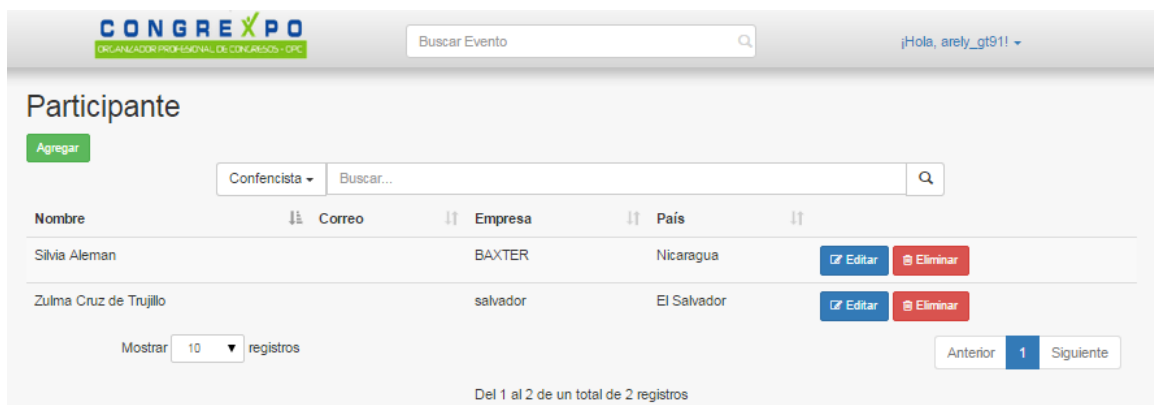 CONGREXPO
ORGANIZADOR PROFESIONAL DE CONGRESOS - OPC
Buscar Evento
¡Hola, arely_gt91!
Participante
Agregar
Confencista Buscar...
Nombre Correo Empresa País
Silvia Aleman BAXTER Nicaragua Editar Eliminar
Zulma Cruz de Trujillo salvador El Salvador Editar Eliminar
Mostrar 10 registros Anterior 1 Siguiente
Del 1 al 2 de un total de 2 registros